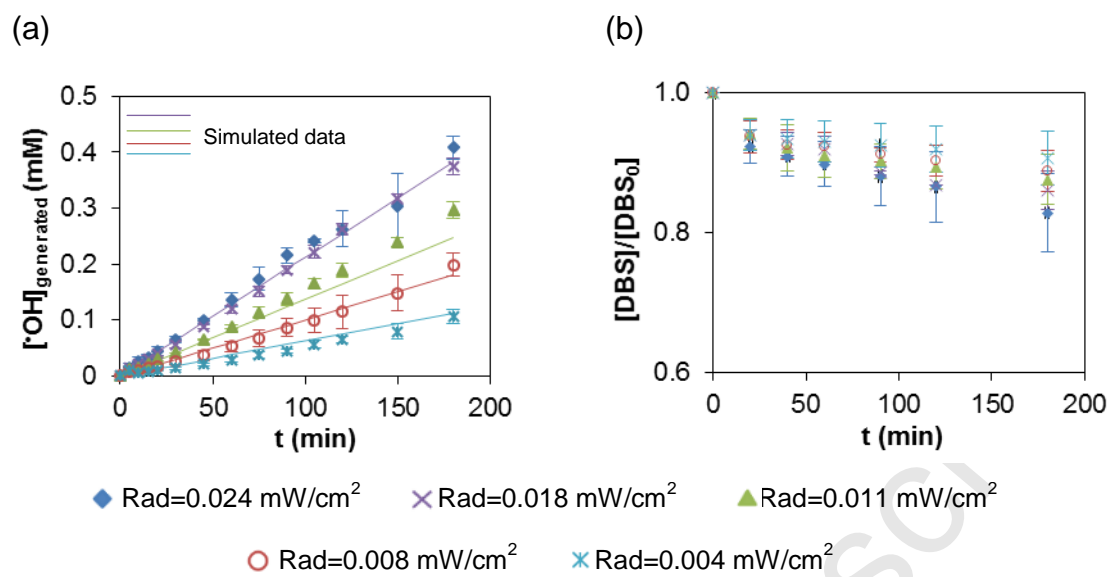 (a)
(b)
0.5
0.4
0.3
0.2
0.1
0
[•OH]generated (mM)
Simulated data
0 50 100 150 200
t (min)
1.0
0.8
0.6
[DBS]/[DBS0]
0 50 100 150 200
t (min)
Rad=0.024 mW/cm²
Rad=0.018 mW/cm²
Rad=0.011 mW/cm²
Rad=0.008 mW/cm²
Rad=0.004 mW/cm²